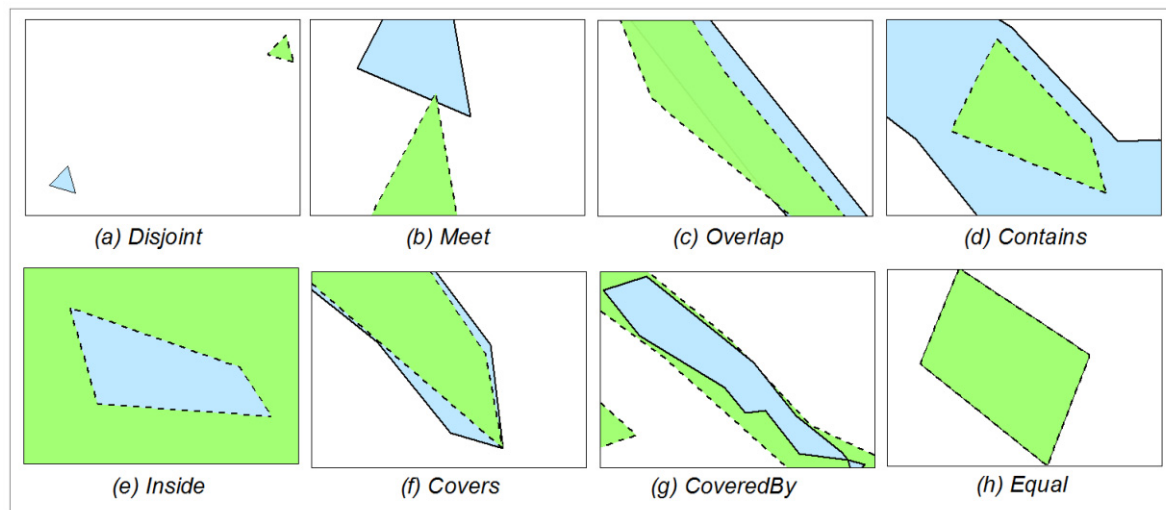 (a) Disjoint
(b) Meet
(c) Overlap
(d) Contains
(e) Inside
(f) Covers
(g) CoveredBy
(h) Equal